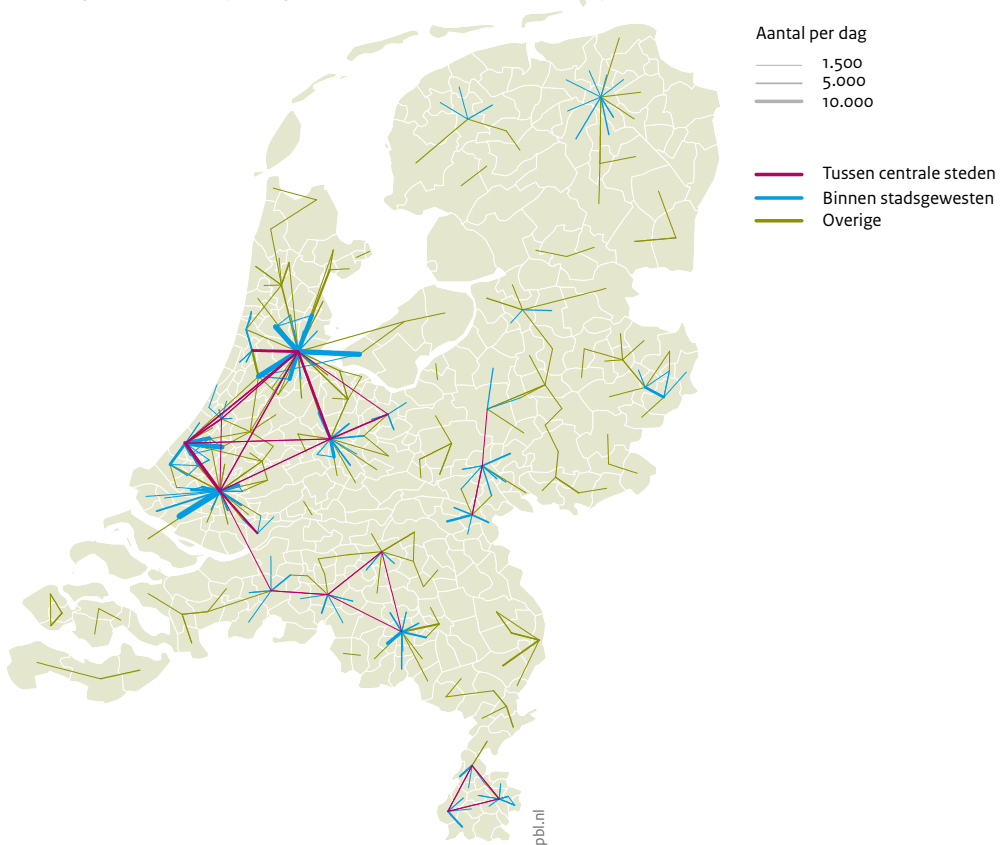 Aantal per dag
1.500
5.000
10.000
Tussen centrale steden
Binnen stadsgewesten
Overige
pbl.nl